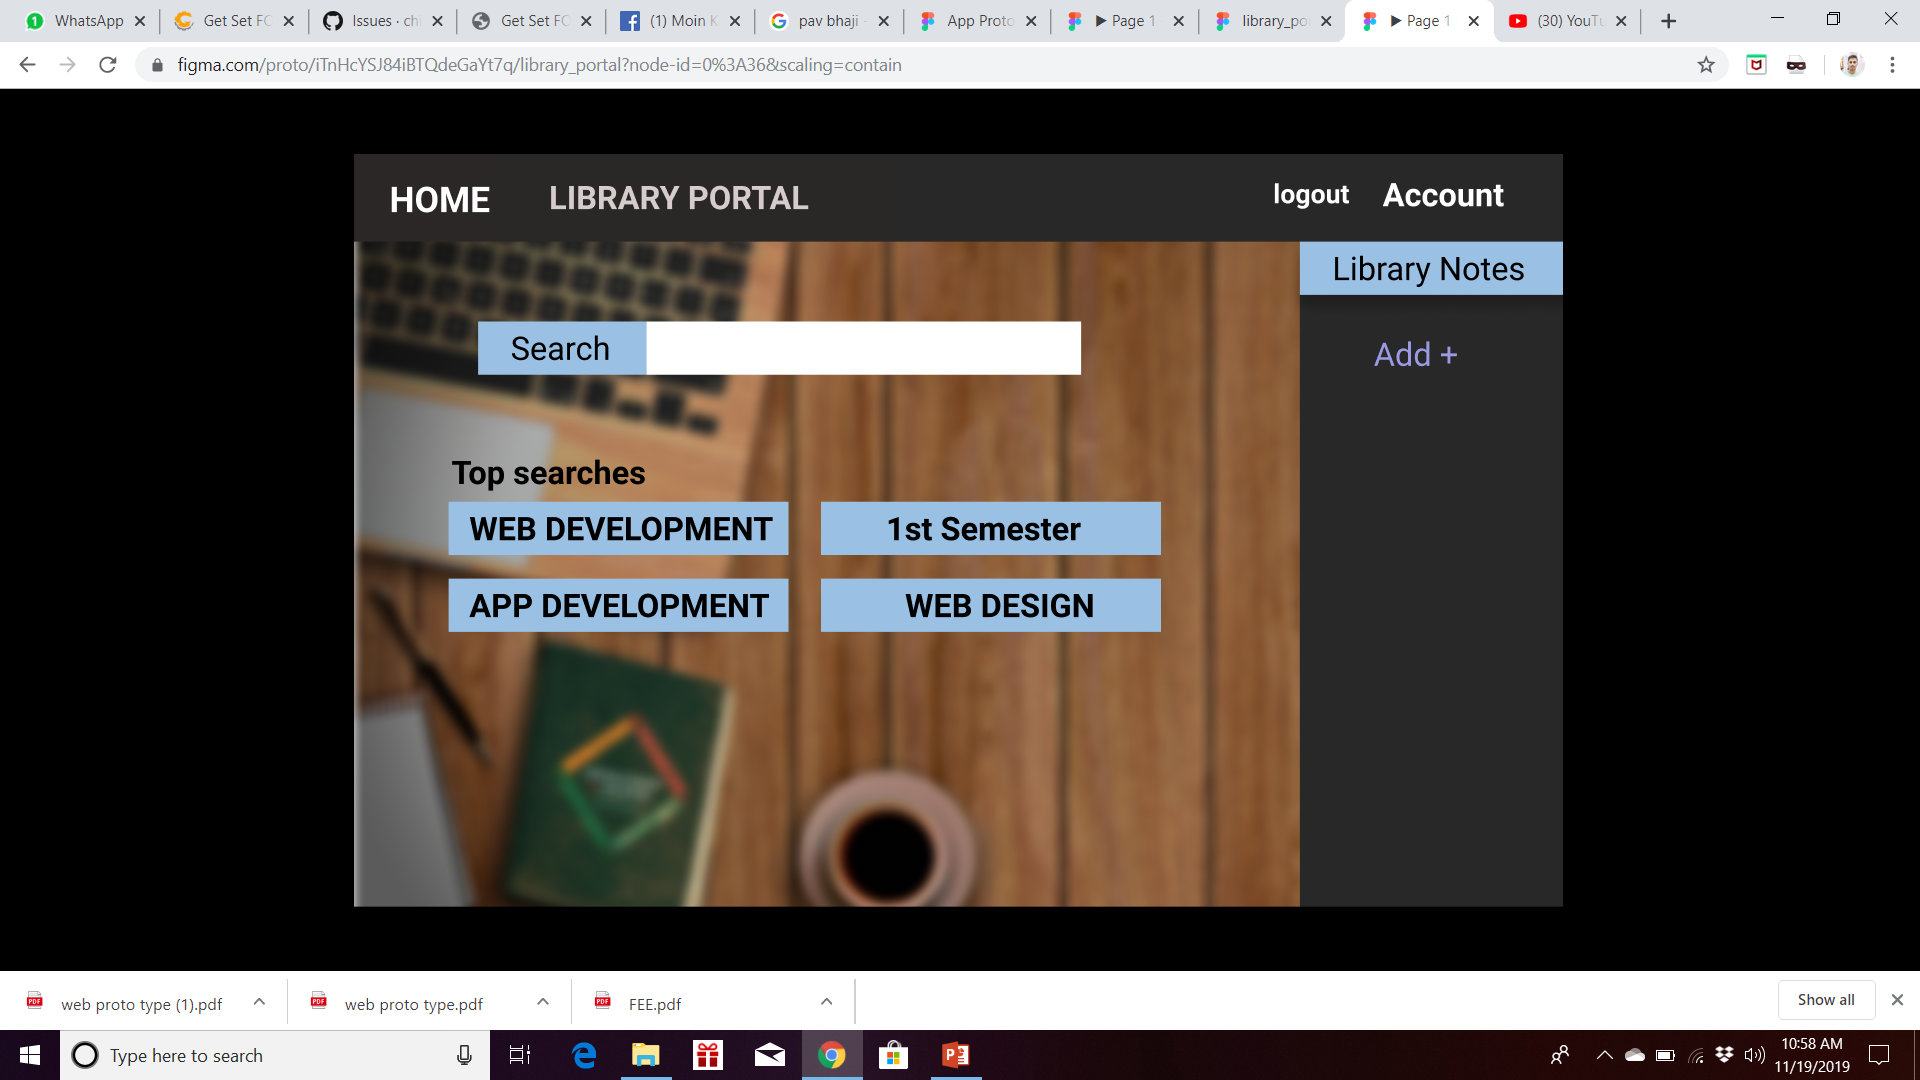 WhatsApp
Get Set FO
Issues · ch
Get Set FO
(1) Moin K
pav bhaji -
App Proto
▶ Page 1
library_po
▶ Page 1
(30) YouTu
figma.com/proto/iTnHcYSJ84iBTQdeGaYt7q/library_portal?node-id=0%3A36&scaling=contain
HOME
LIBRARY PORTAL
logout
Account
Library Notes
Search
Add +
Top searches
WEB DEVELOPMENT
1st Semester
APP DEVELOPMENT
WEB DESIGN
web proto type (1).pdf
web proto type.pdf
FEE.pdf
Show all
Type here to search
10:58 AM
11/19/2019